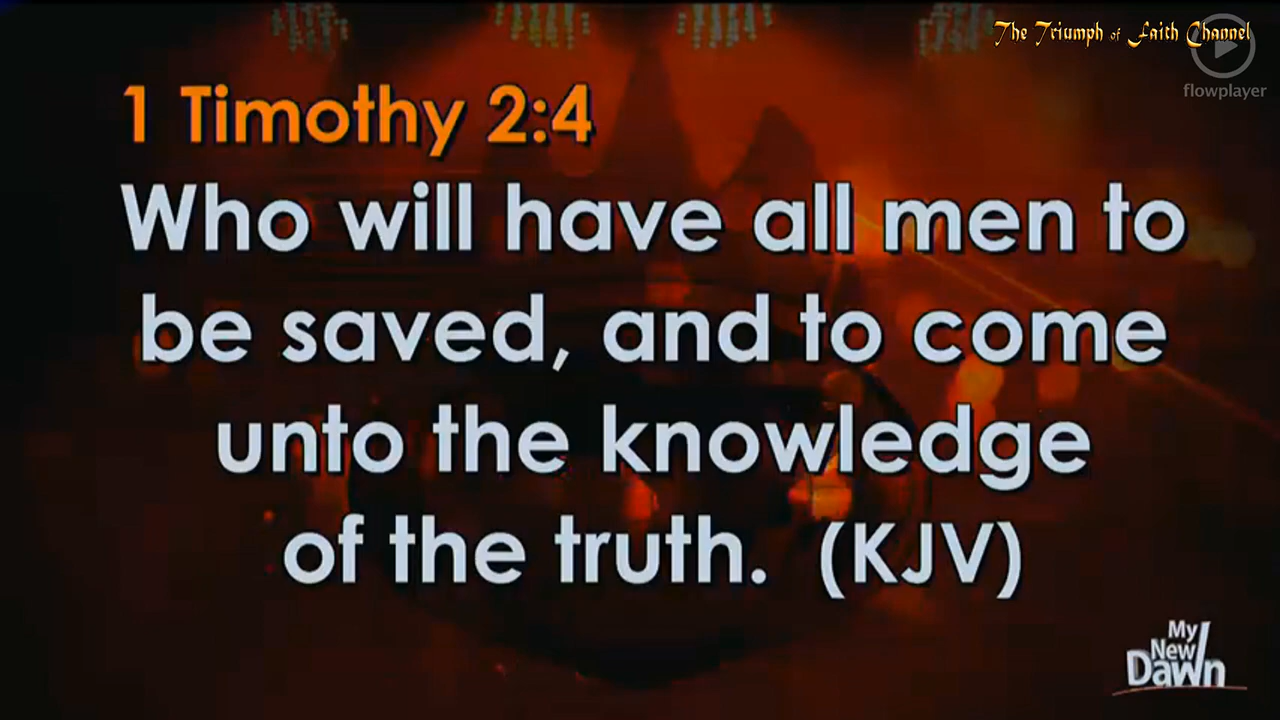 The Triumph of Faith Channel
flowplayer
1 Timothy 2:4
Who will have all men to
be saved, and to come
unto the knowledge
of the truth. (KJV)
My
New
Dawn